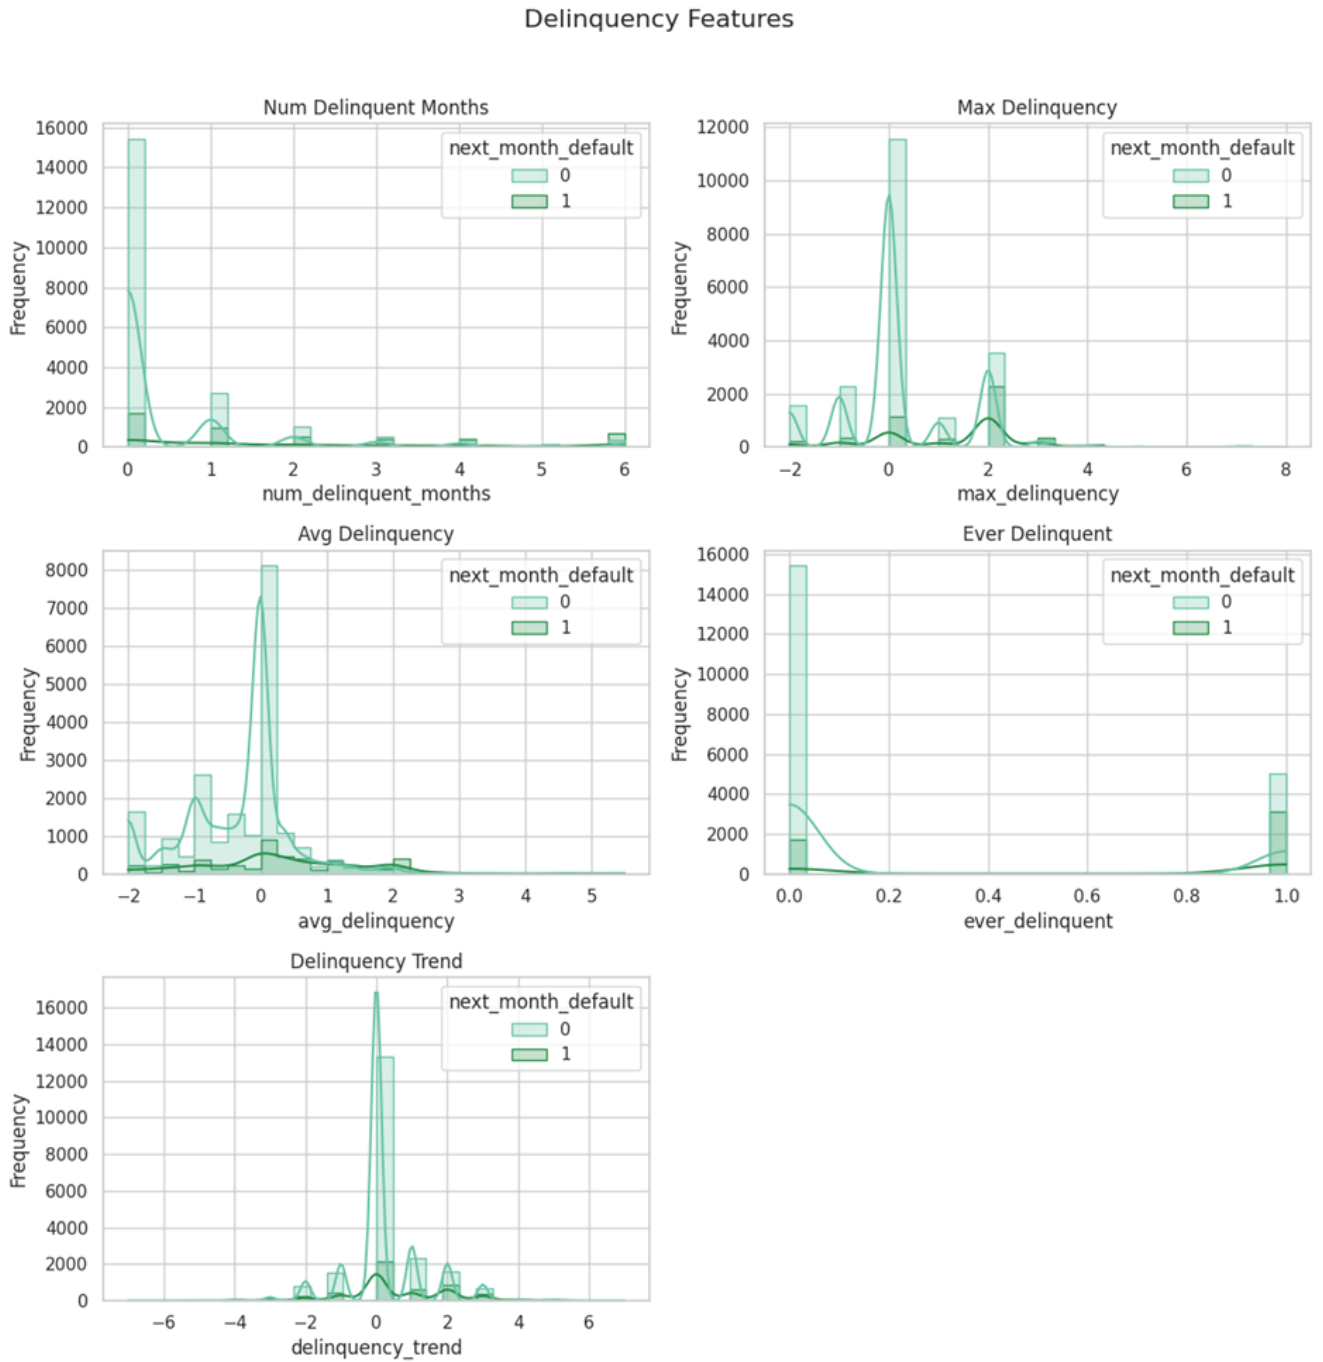 Delinquency Features
Num Delinquent Months
16000
14000
12000
10000
8000
6000
4000
2000
0
Frequency
next_month_default
0
1
0 1 2 3 4 5 6
num_delinquent_months
Max Delinquency
12000
10000
8000
6000
4000
2000
0
Frequency
next_month_default
0
1
−2 0 2 4 6 8
max_delinquency
Avg Delinquency
8000
7000
6000
5000
4000
3000
2000
1000
0
Frequency
next_month_default
0
1
−2 −1 0 1 2 3 4 5
avg_delinquency
Ever Delinquent
16000
14000
12000
10000
8000
6000
4000
2000
0
Frequency
next_month_default
0
1
0.0 0.2 0.4 0.6 0.8 1.0
ever_delinquent
Delinquency Trend
16000
14000
12000
10000
8000
6000
4000
2000
0
Frequency
next_month_default
0
1
−6 −4 −2 0 2 4 6
delinquency_trend